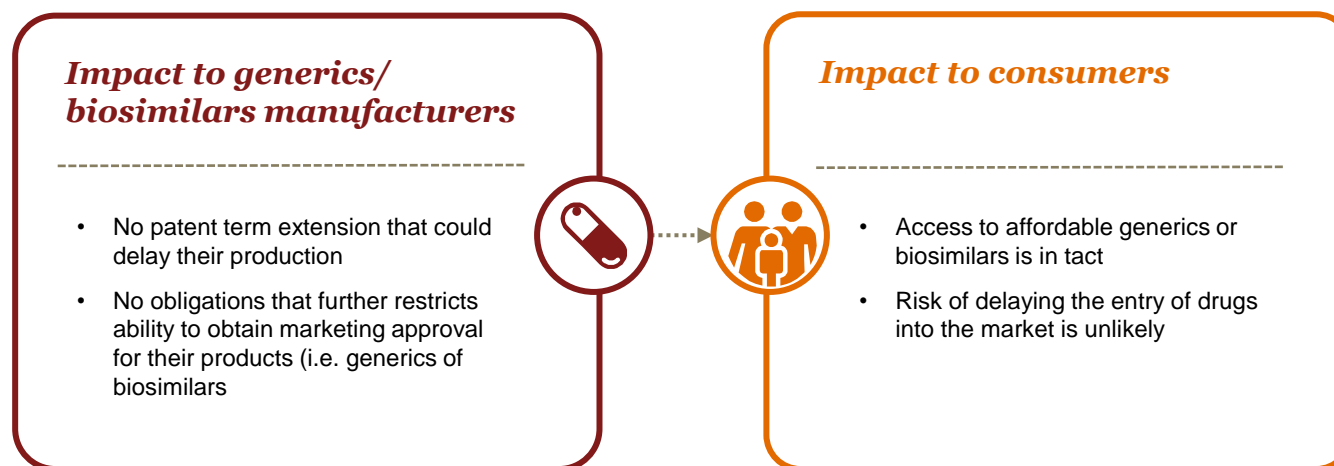 Impact to generics/
biosimilars manufacturers
• No patent term extension that could
delay their production
• No obligations that further restricts
ability to obtain marketing approval
for their products (i.e. generics of
biosimilars
Impact to consumers
• Access to affordable generics or
biosimilars is in tact
• Risk of delaying the entry of drugs
into the market is unlikely